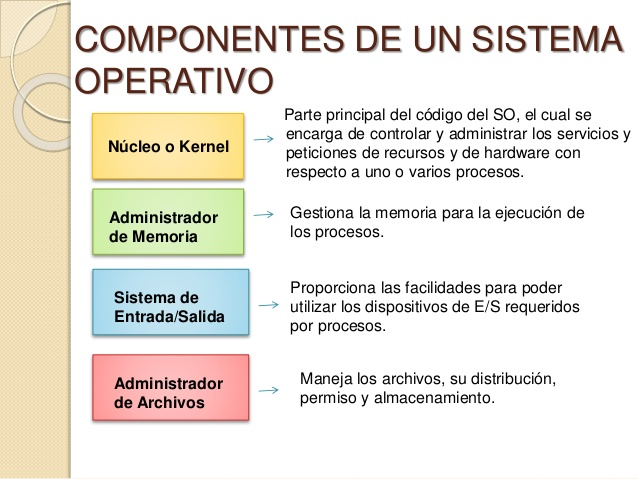 COMPONENTES DE UN SISTEMA
OPERATIVO
Núcleo o Kernel
Parte principal del código del SO, el cual se
encarga de controlar y administrar los servicios y
peticiones de recursos y de hardware con
respecto a uno o varios procesos.
Administrador
de Memoria
Gestiona la memoria para la ejecución de
los procesos.
Sistema de
Entrada/Salida
Proporciona las facilidades para poder
utilizar los dispositivos de E/S requeridos
por procesos.
Administrador
de Archivos
Maneja los archivos, su distribución,
permiso y almacenamiento.